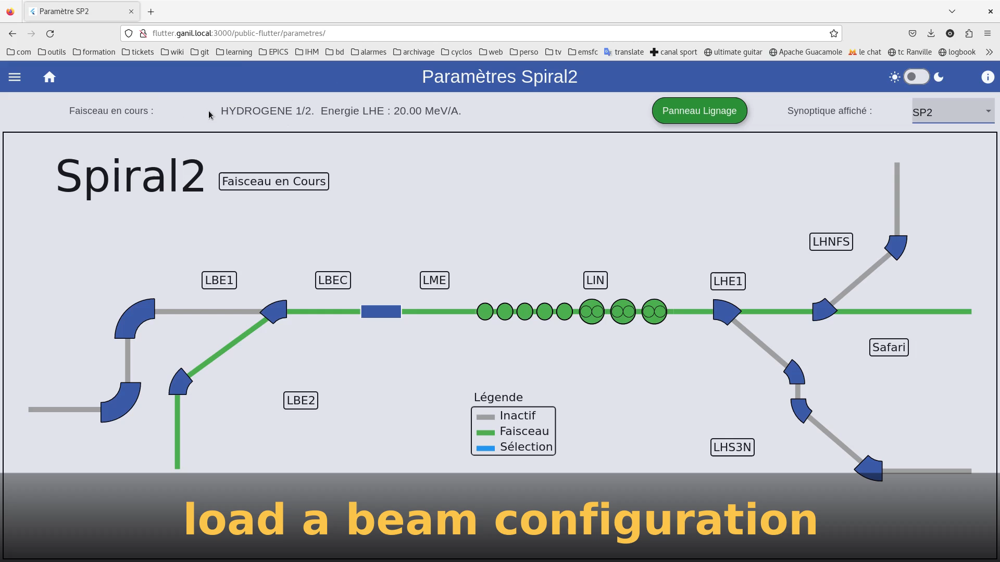 Paramètre SP2
flutter.ganil.local:3000/public-flutter/parametres/
com outils formation tickets wiki git learning EPICS IHM bd alarmes archivage cyclos web perso tv emsfc translate canal sport ultimate guitar Apache Guacamole le chat tc Ranville logbook
Paramètres Spiral2
Faisceau en cours : HYDROGENE 1/2. Energie LHE : 20.00 MeV/A. Panneau Lignage Synoptique affiché : SP2
Spiral2 Faisceau en Cours
LHNFS
LBE1 LBEC LME LIN LHE1
Safari
LBE2
Légende
Inactif
Faisceau
Sélection
LHS3N
load a beam configuration